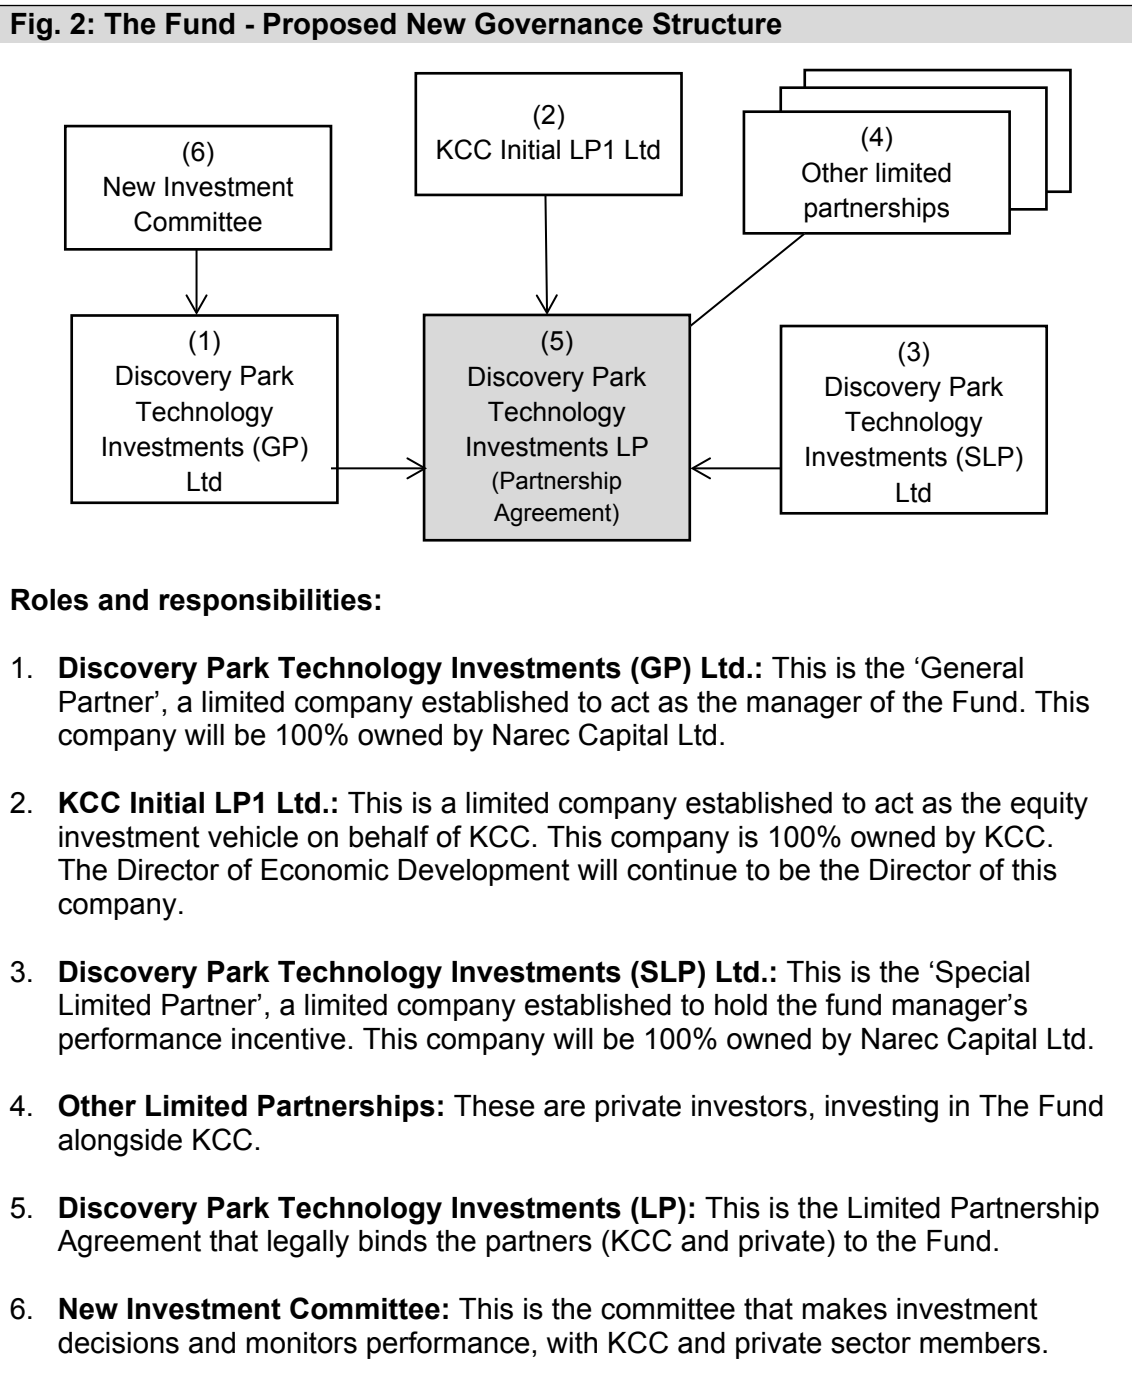 Fig. 2: The Fund - Proposed New Governance Structure
(6)
New Investment
Committee
(2)
KCC Initial LP1 Ltd
(4)
Other limited
partnerships
(1)
Discovery Park
Technology
Investments (GP)
Ltd
(5)
Discovery Park
Technology
Investments LP
(Partnership
Agreement)
(3)
Discovery Park
Technology
Investments (SLP)
Ltd
Roles and responsibilities:
1. Discovery Park Technology Investments (GP) Ltd.: This is the ‘General
Partner’, a limited company established to act as the manager of the Fund. This
company will be 100% owned by Narec Capital Ltd.
2. KCC Initial LP1 Ltd.: This is a limited company established to act as the equity
investment vehicle on behalf of KCC. This company is 100% owned by KCC.
The Director of Economic Development will continue to be the Director of this
company.
3. Discovery Park Technology Investments (SLP) Ltd.: This is the ‘Special
Limited Partner’, a limited company established to hold the fund manager’s
performance incentive. This company will be 100% owned by Narec Capital Ltd.
4. Other Limited Partnerships: These are private investors, investing in The Fund
alongside KCC.
5. Discovery Park Technology Investments (LP): This is the Limited Partnership
Agreement that legally binds the partners (KCC and private) to the Fund.
6. New Investment Committee: This is the committee that makes investment
decisions and monitors performance, with KCC and private sector members.